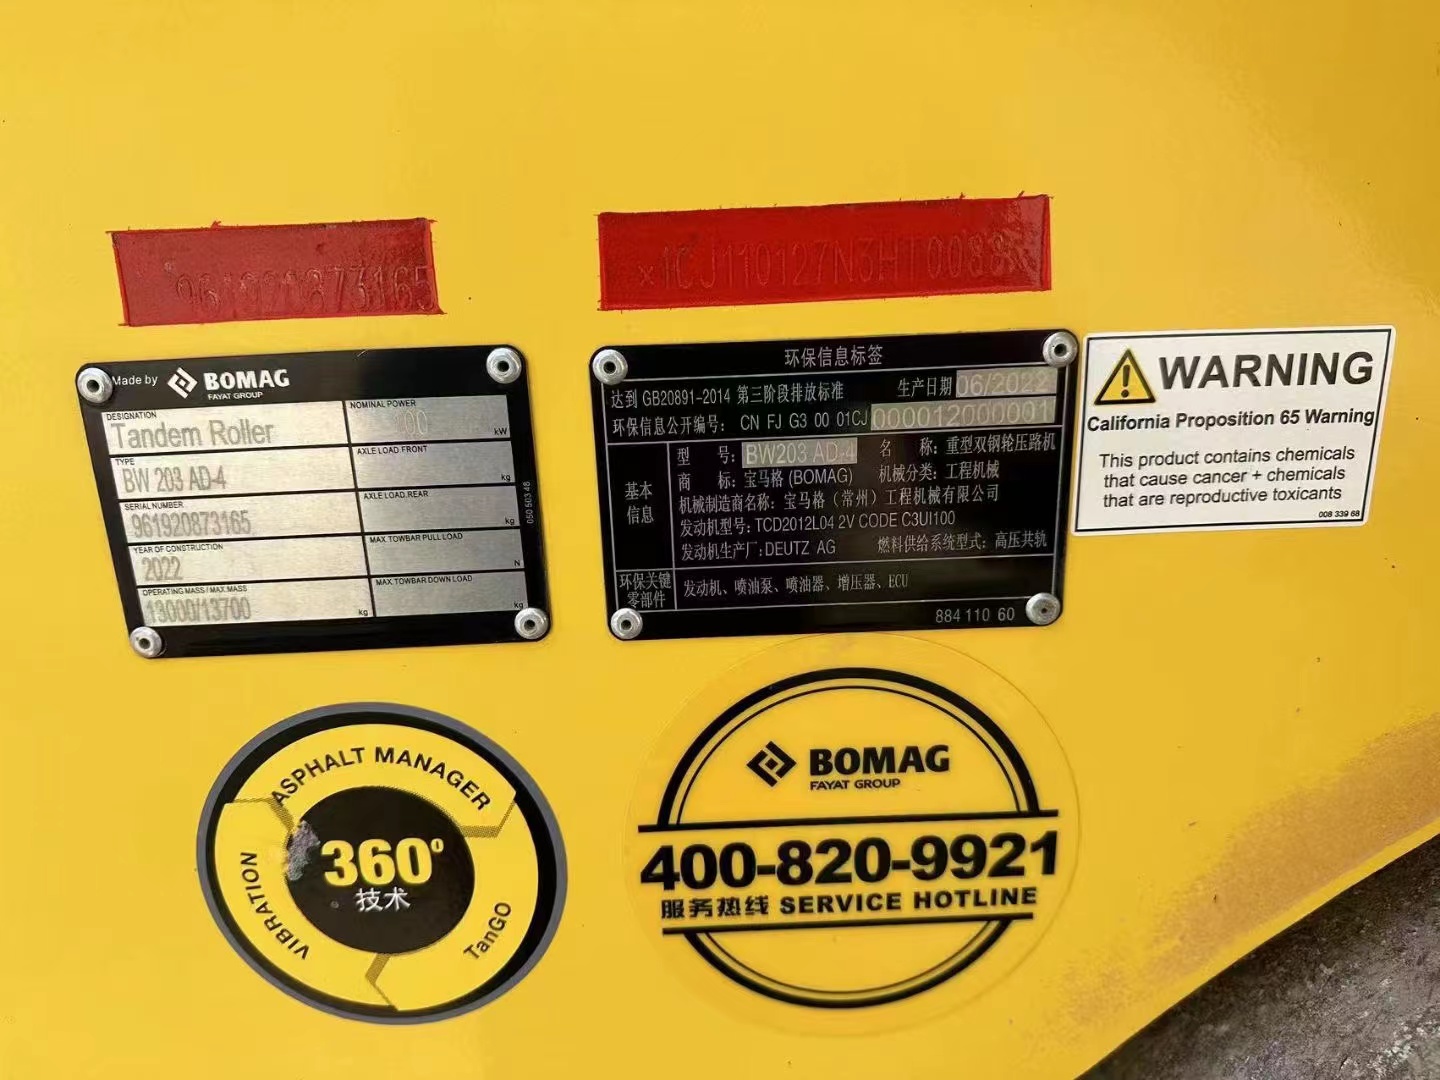 961920873165
*1CJ110127N3HT0088
Made by BOMAG
FAYAT GROUP
DESIGNATION
Tandem Roller
NOMINAL POWER
100 kW
TYPE
BW 203 AD-4
AXLE LOAD, FRONT
kg
SERIAL NUMBER
961920873165
AXLE LOAD, REAR
kg
YEAR OF CONSTRUCTION
2022
MAX TOWBAR PULL LOAD
N
OPERATING MASS / MAX. MASS
13000/13700 kg
MAX TOWBAR DOWN LOAD
kg
050 503 48
环保信息标签
达到 GB20891-2014 第三阶段排放标准 生产日期 06/2022
环保信息公开编号: CN FJ G3 00 01CJ 000012000001
基本信息
型 号: BW203 AD-4 名 称: 重型双钢轮压路机
商 标: 宝马格 (BOMAG) 机械分类: 工程机械
机械制造商名称: 宝马格 (常州) 工程机械有限公司
发动机型号: TCD2012L04 2V CODE C3UI100
发动机生产厂: DEUTZ AG 燃料供给系统型式: 高压共轨
环保关键零部件
发动机、喷油泵、喷油器、增压器、ECU
884 110 60
WARNING
California Proposition 65 Warning
This product contains chemicals
that cause cancer + chemicals
that are reproductive toxicants
008 339 68
ASPHALT MANAGER
VIBRATION
TanGO
360°
技术
BOMAG
FAYAT GROUP
400-820-9921
服务热线 SERVICE HOTLINE